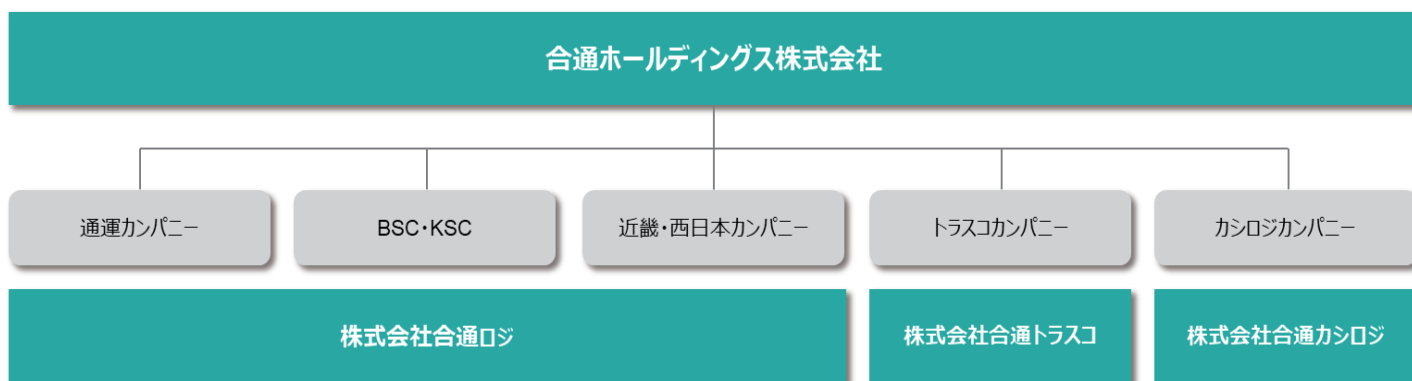 合通ホールディングス株式会社
通運カンパニー
BSC・KSC
近畿・西日本カンパニー
トラスコカンパニー
カシロジカンパニー
株式会社合通ロジ
株式会社合通トラスコ
株式会社合通カシロジ